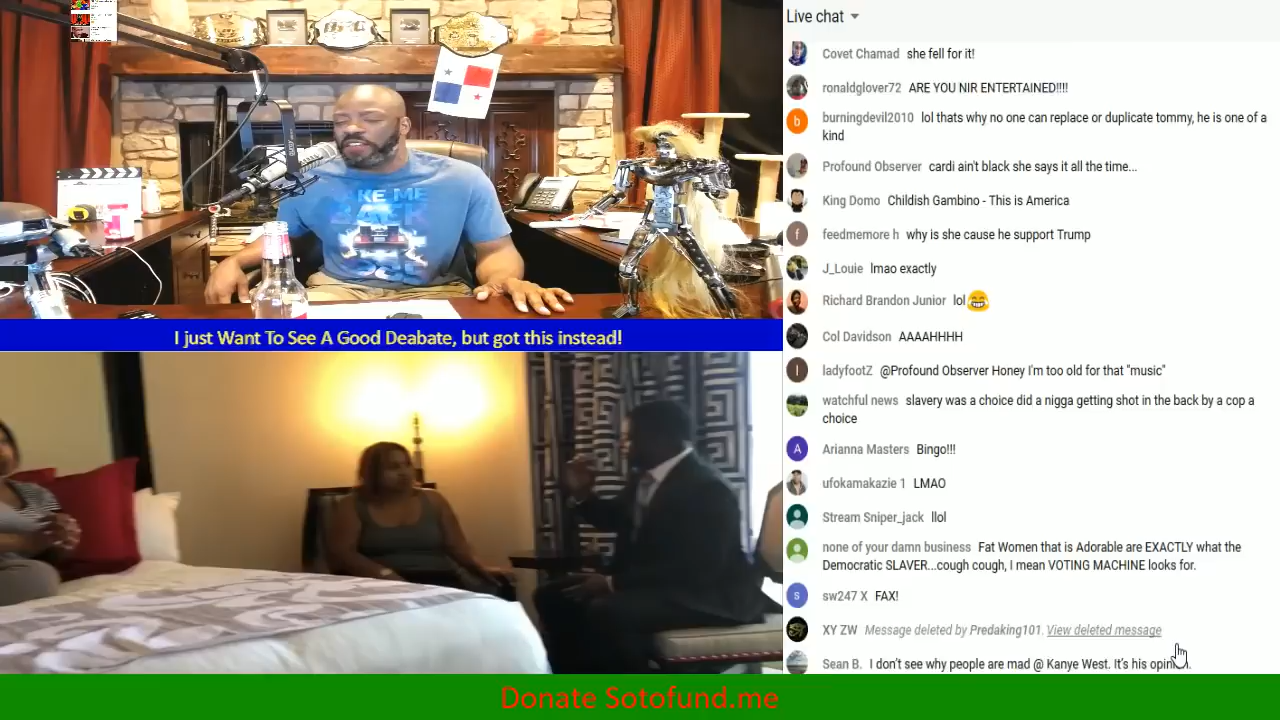 I just Want To See A Good Deabate, but got this instead!
Live chat
Covet Chamad she fell for it!
ronaldglover72 ARE YOU NIR ENTERTAINED!!!!
burningdevil2010 lol thats why no one can replace or duplicate tommy, he is one of a
kind
Profound Observer cardi ain't black she says it all the time...
King Domo Childish Gambino - This is America
feedmemore h why is she cause he support Trump
J_Louie lmao exactly
Richard Brandon Junior lol
Col Davidson AAAAHHHH
ladyfootZ @Profound Observer Honey I'm too old for that "music"
watchful news slavery was a choice did a nigga getting shot in the back by a cop a
choice
Arianna Masters Bingo!!!
ufokamakazie 1 LMAO
Stream Sniper_jack llol
none of your damn business Fat Women that is Adorable are EXACTLY what the
Democratic SLAVER...cough cough, I mean VOTING MACHINE looks for.
sw247 X FAX!
XY ZW Message deleted by Predaking101. View deleted message
Sean B. I don't see why people are mad @ Kanye West. It's his opinion.
Donate Sotofund.me